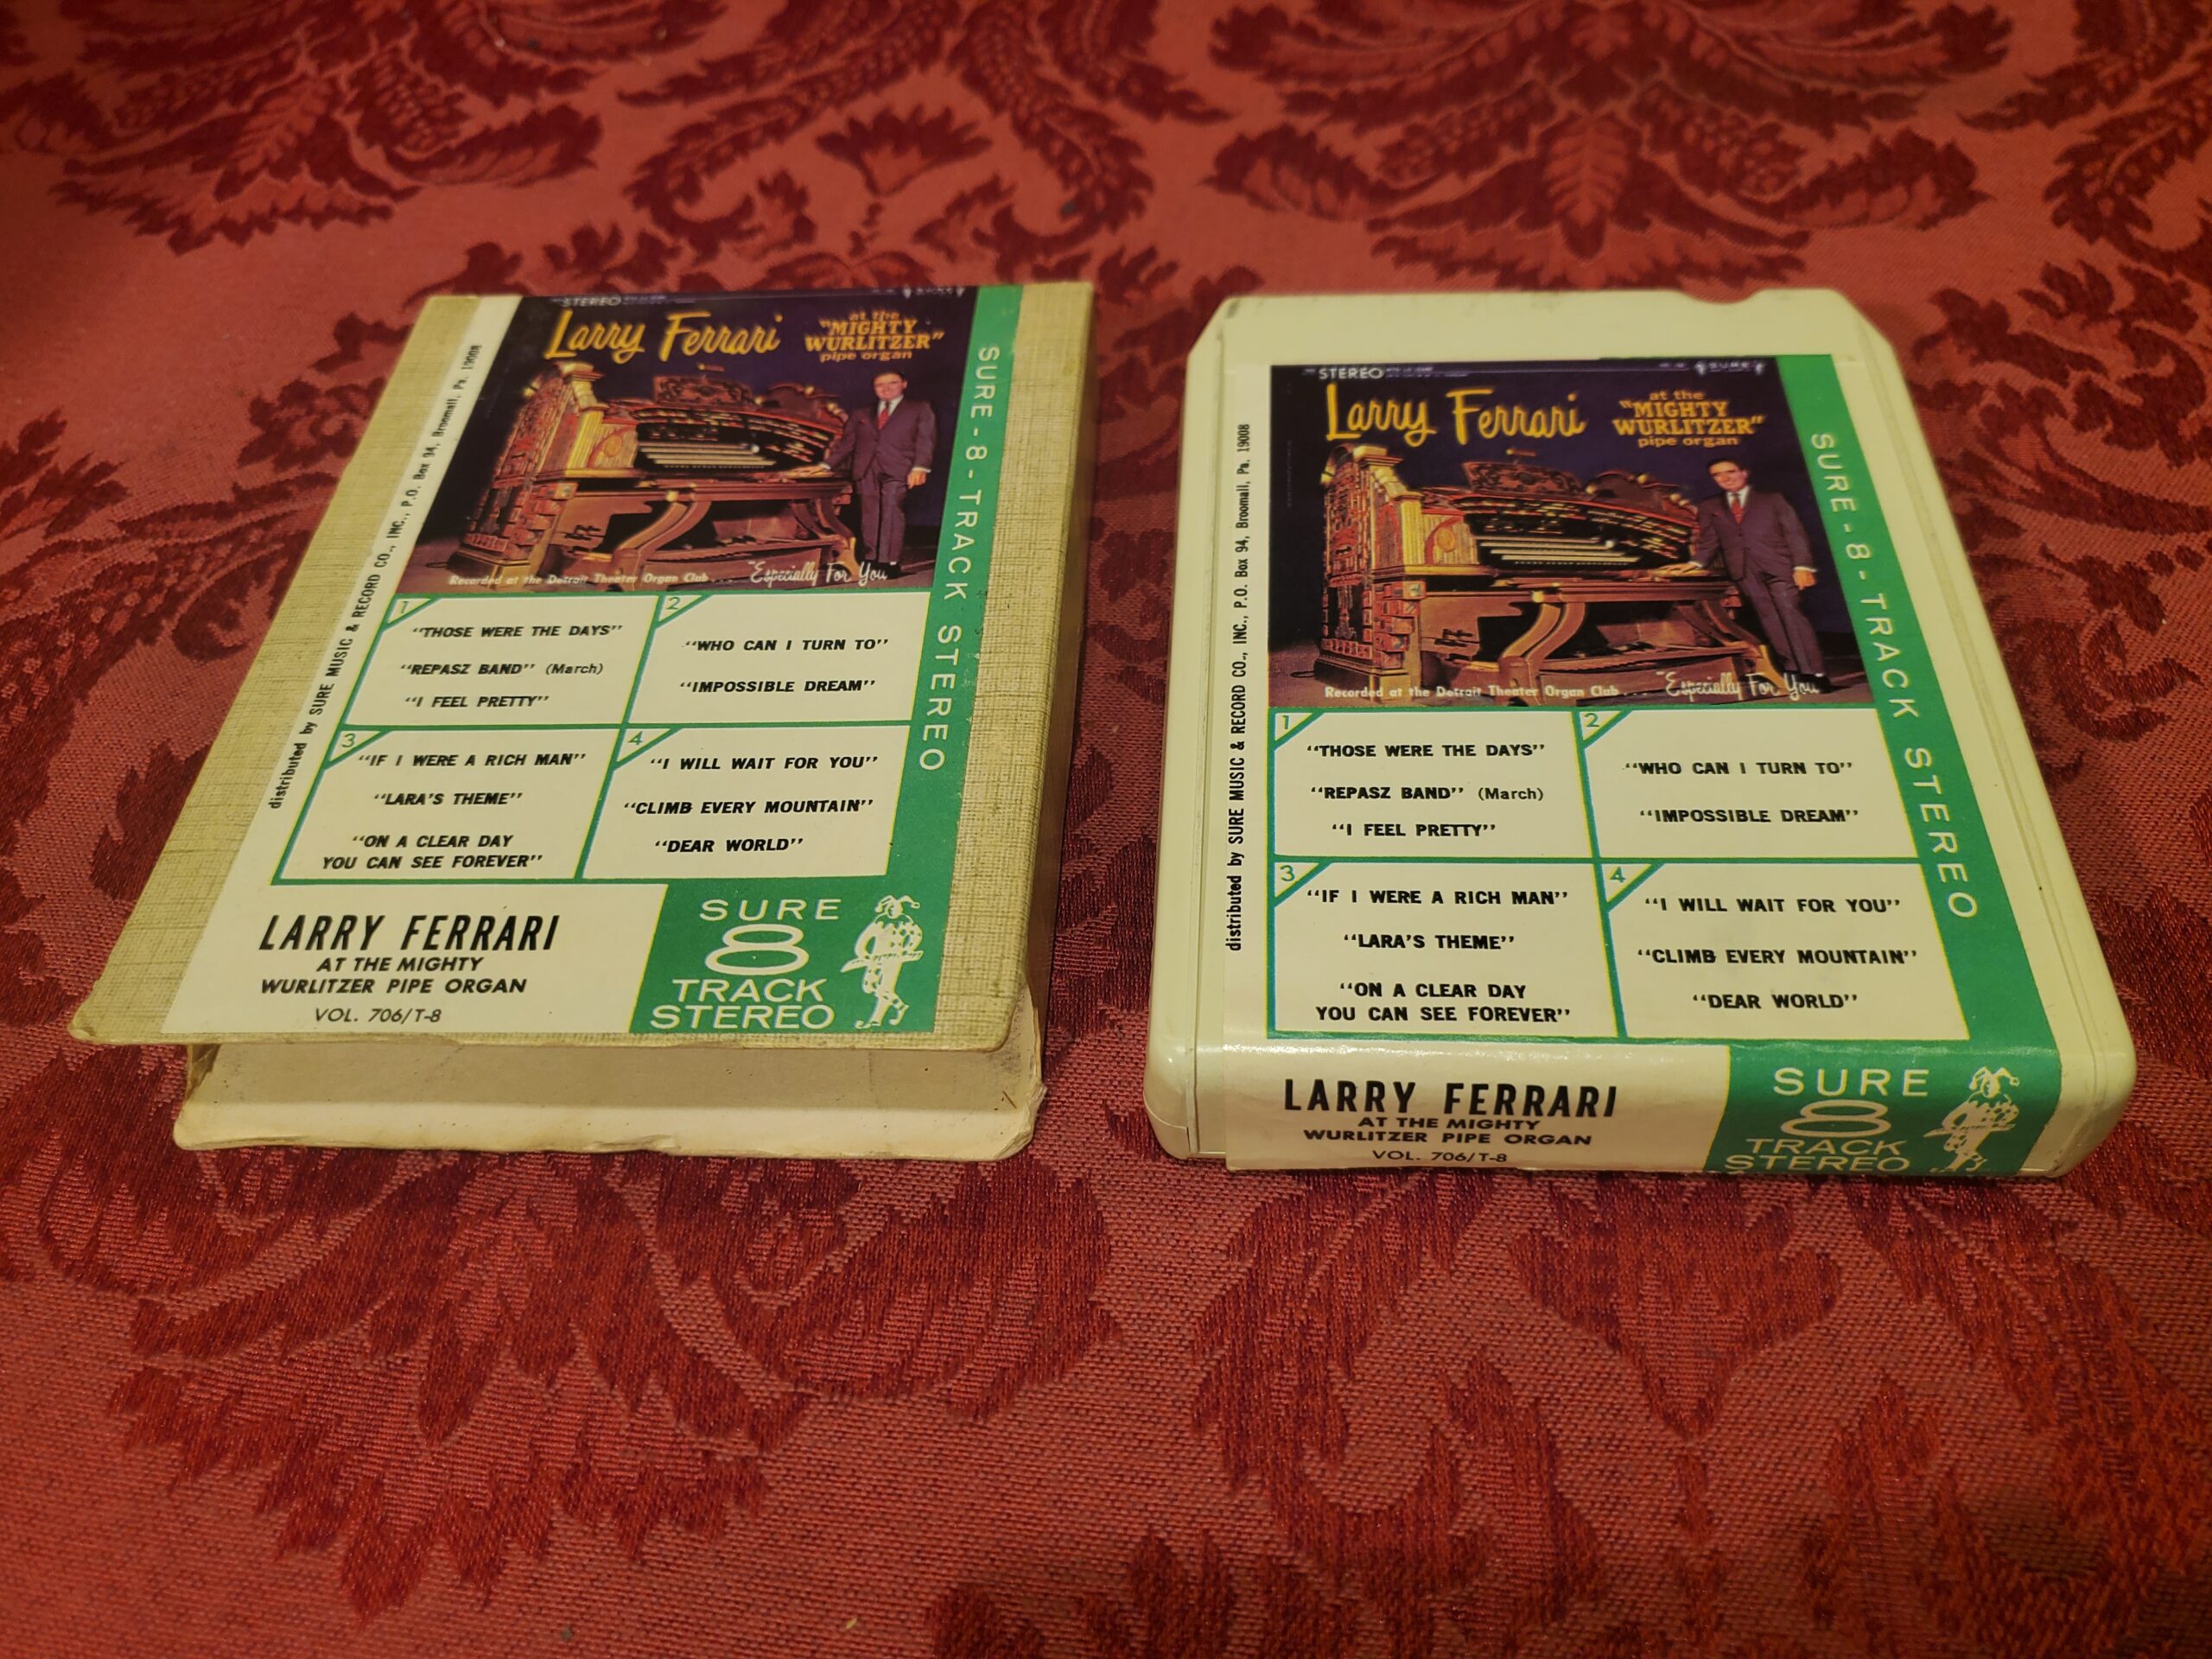 STEREO
SURE
Larry Ferrari
at the
"MIGHTY
WURLITZER"
pipe organ
Recorded at the Detroit Theater Organ Club . . . "Especially For You"
distributed by SURE MUSIC & RECORD CO., INC., P.O. Box 94, Broomall, Pa. 19008
SURE-8-TRACK STEREO
1
"THOSE WERE THE DAYS"
"REPASZ BAND" (March)
"I FEEL PRETTY"
2
"WHO CAN I TURN TO"
"IMPOSSIBLE DREAM"
3
"IF I WERE A RICH MAN"
"LARA'S THEME"
"ON A CLEAR DAY
YOU CAN SEE FOREVER"
4
"I WILL WAIT FOR YOU"
"CLIMB EVERY MOUNTAIN"
"DEAR WORLD"
LARRY FERRARI
AT THE MIGHTY
WURLITZER PIPE ORGAN
VOL. 706/T-8
SURE
8
TRACK
STEREO
STEREO
SURE
Larry Ferrari
at the
"MIGHTY
WURLITZER"
pipe organ
Recorded at the Detroit Theater Organ Club . . . "Especially For You"
distributed by SURE MUSIC & RECORD CO., INC., P.O. Box 94, Broomall, Pa. 19008
SURE-8-TRACK STEREO
1
"THOSE WERE THE DAYS"
"REPASZ BAND" (March)
"I FEEL PRETTY"
2
"WHO CAN I TURN TO"
"IMPOSSIBLE DREAM"
3
"IF I WERE A RICH MAN"
"LARA'S THEME"
"ON A CLEAR DAY
YOU CAN SEE FOREVER"
4
"I WILL WAIT FOR YOU"
"CLIMB EVERY MOUNTAIN"
"DEAR WORLD"
LARRY FERRARI
AT THE MIGHTY
WURLITZER PIPE ORGAN
VOL. 706/T-8
SURE
8
TRACK
STEREO